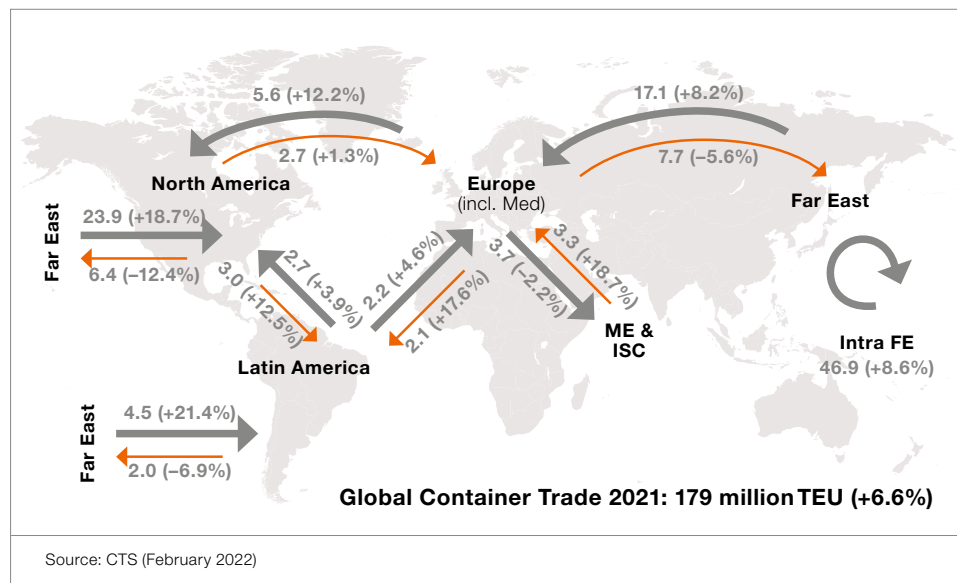 5.6 (+12.2%)
17.1 (+8.2%)
2.7 (+1.3%)
7.7 (−5.6%)
North America
Europe
(incl. Med)
Far East
Far East
23.9 (+18.7%)
6.4 (−12.4%)
3.0 (+12.5%)
2.7 (+3.9%)
2.2 (+4.6%)
2.1 (+17.6%)
3.7 (−2.2%)
3.3 (+18.7%)
ME &
ISC
Latin America
Intra FE
46.9 (+8.6%)
Far East
4.5 (+21.4%)
2.0 (−6.9%)
Global Container Trade 2021: 179 million TEU (+6.6%)
Source: CTS (February 2022)